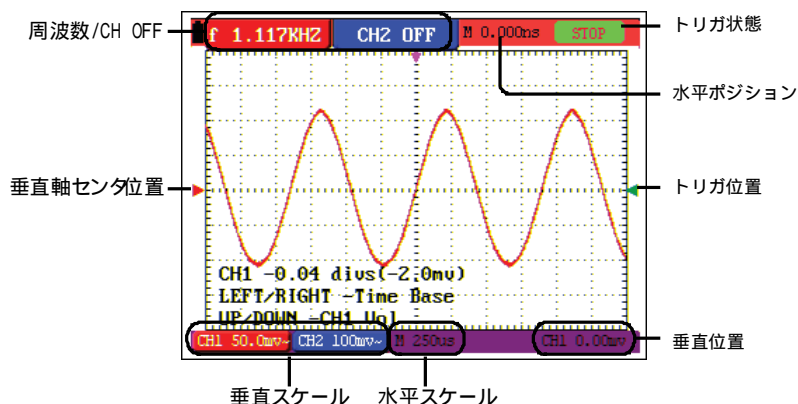 周波数/CH OFF
f 1.117KHZ
CH2 OFF
M 0.000ns
STOP
トリガ状態
水平ポジション
垂直軸センタ位置
トリガ位置
CH1 -0.04 divs(-2.0mv)
LEFT/RIGHT -Time Base
UP/DOWN -CH1 Vol
CH1 50.0mv~
CH2 100mv~
M 250us
CH1 0.00mv
垂直位置
垂直スケール
水平スケール